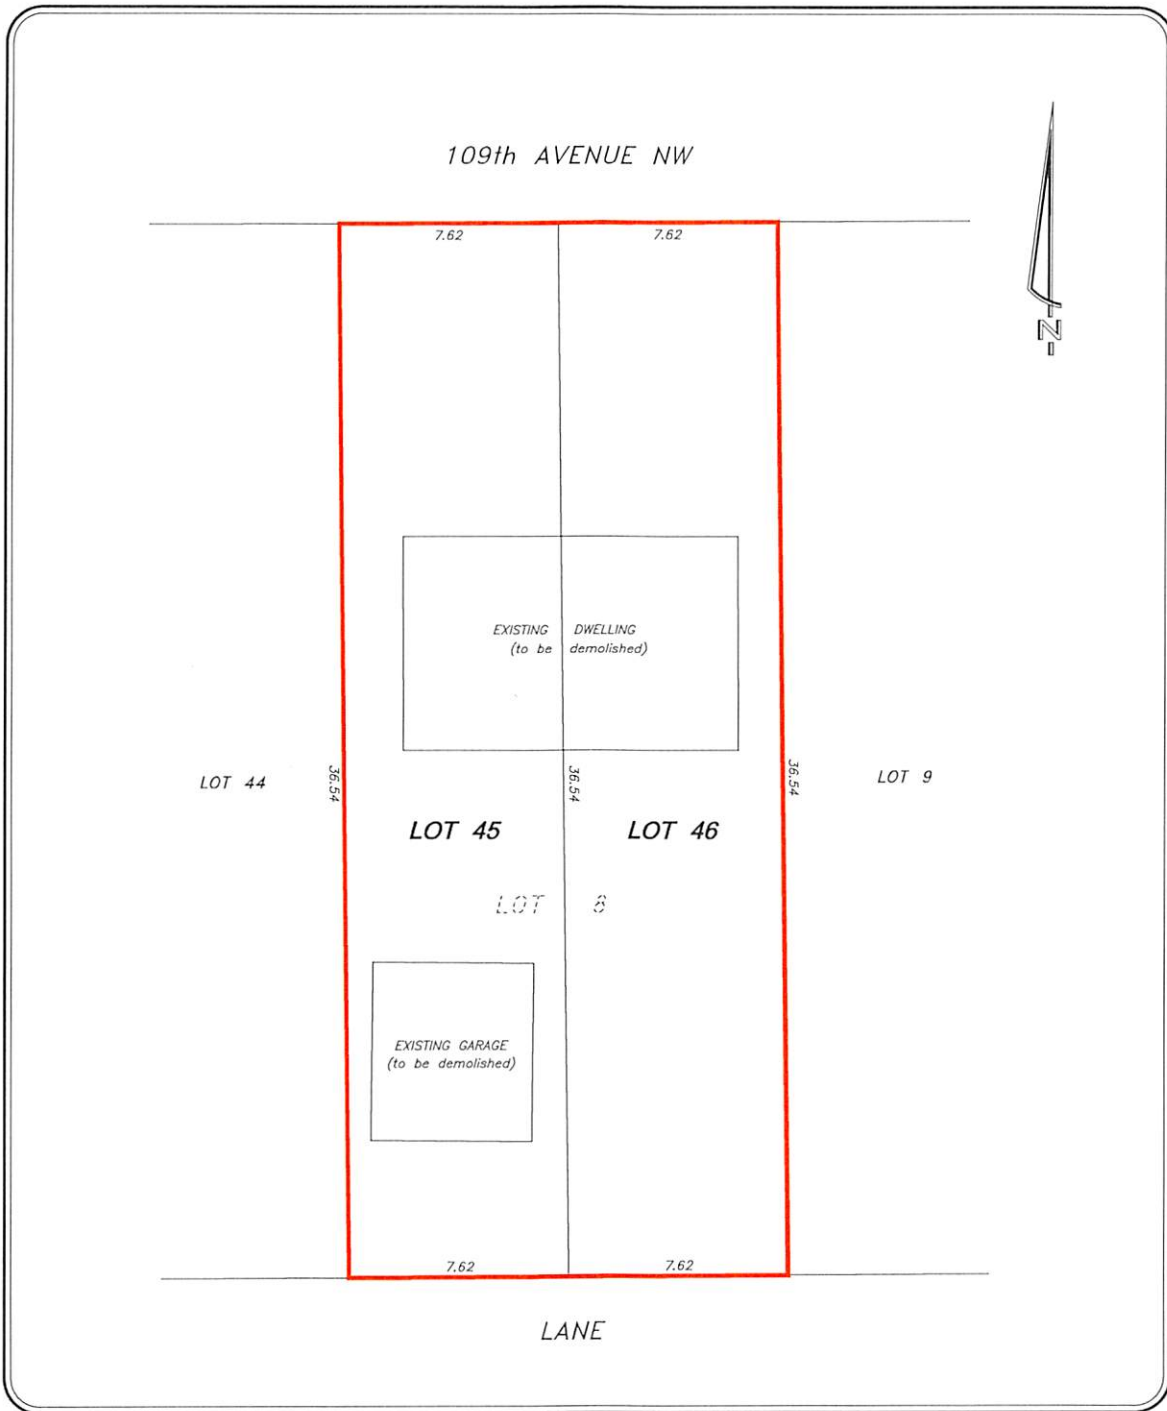 109th AVENUE NW
7.62 7.62
N
EXISTING DWELLING
(to be demolished)
36.54 36.54 36.54
LOT 44
LOT 9
LOT 45 LOT 46
LOT 8
EXISTING GARAGE
(to be demolished)
7.62 7.62
LANE